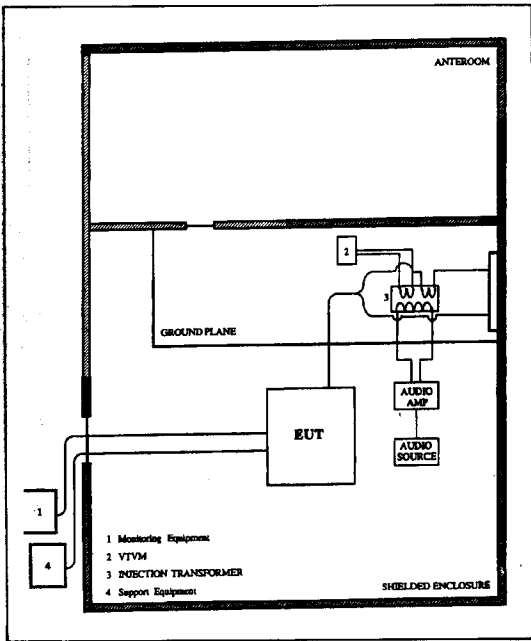 ANTEROOM
2
3
GROUND PLANE
AUDIO
AMP
EUT
AUDIO
SOURCE
1
4
1 Monitoring Equipment
2 VTVM
3 INJECTION TRANSFORMER
4 Support Equipment
SHIELDED ENCLOSURE